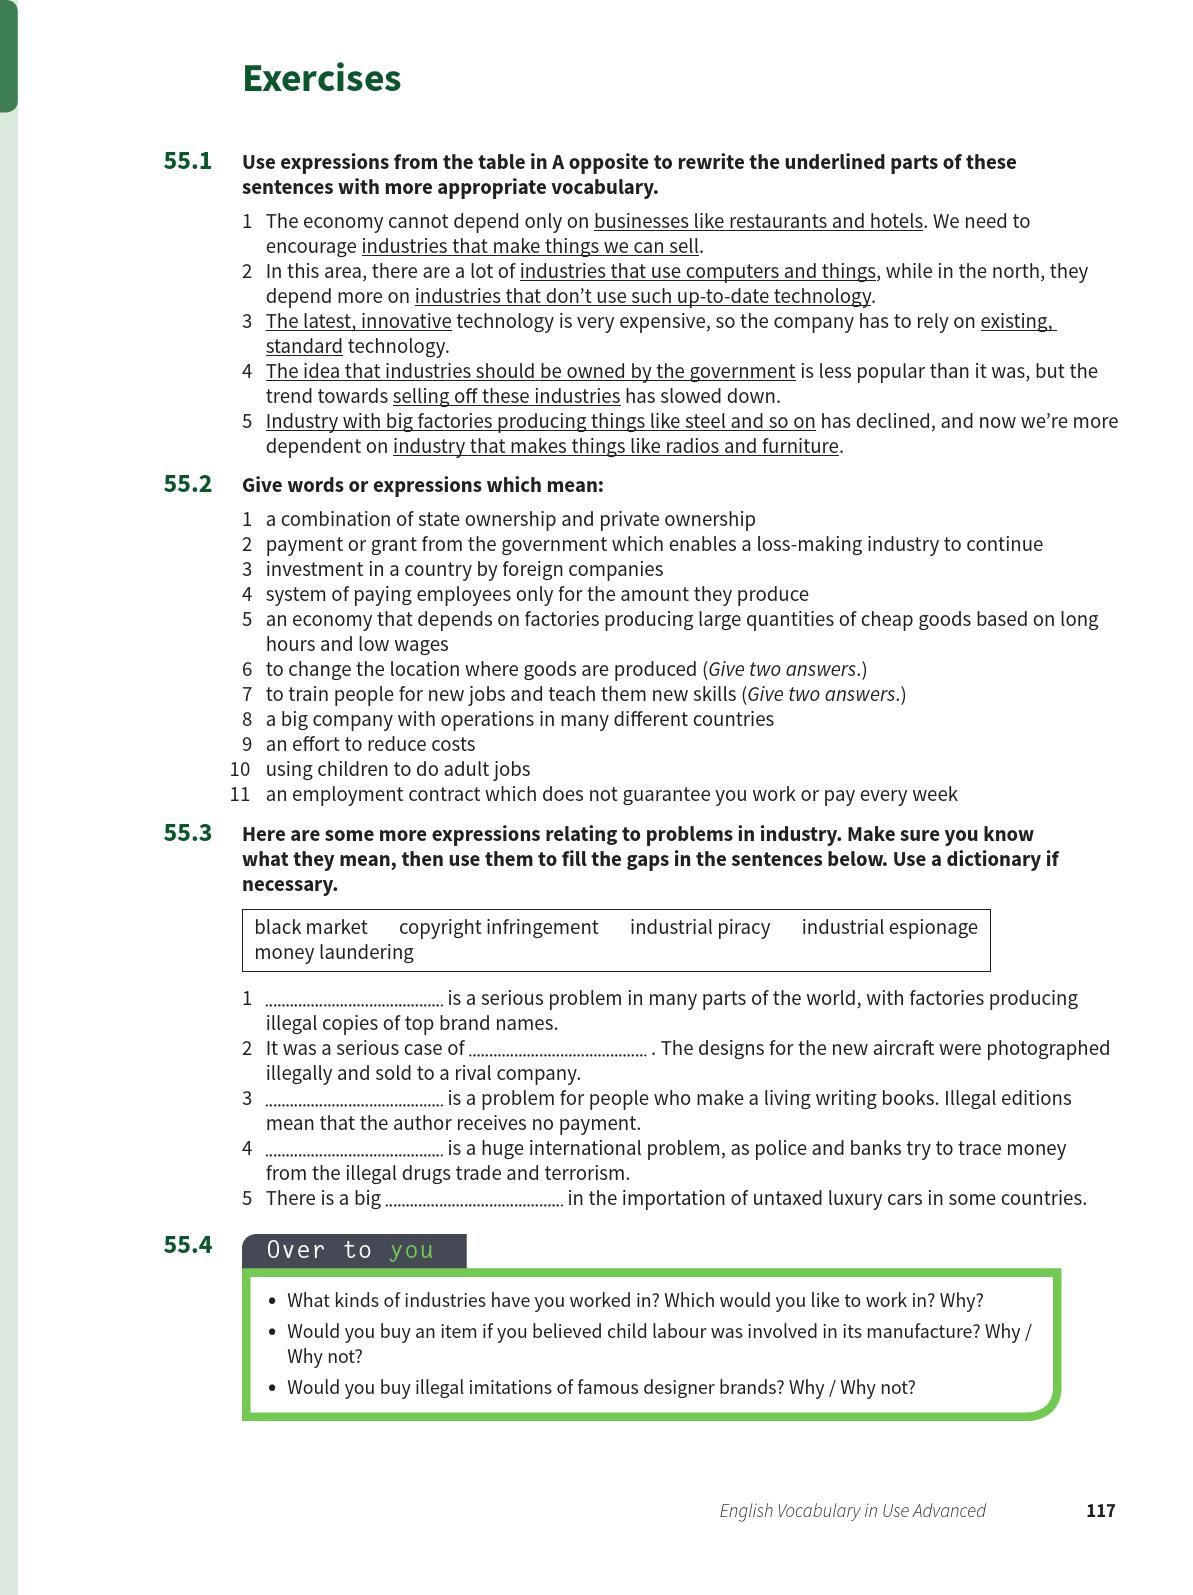 Exercises
55.1 Use expressions from the table in A opposite to rewrite the underlined parts of these
sentences with more appropriate vocabulary.
1 The economy cannot depend only on businesses like restaurants and hotels. We need to
encourage industries that make things we can sell.
2 In this area, there are a lot of industries that use computers and things, while in the north, they
depend more on industries that don’t use such up-to-date technology.
3 The latest, innovative technology is very expensive, so the company has to rely on existing,
standard technology.
4 The idea that industries should be owned by the government is less popular than it was, but the
trend towards selling off these industries has slowed down.
5 Industry with big factories producing things like steel and so on has declined, and now we’re more
dependent on industry that makes things like radios and furniture.
55.2 Give words or expressions which mean:
1 a combination of state ownership and private ownership
2 payment or grant from the government which enables a loss-making industry to continue
3 investment in a country by foreign companies
4 system of paying employees only for the amount they produce
5 an economy that depends on factories producing large quantities of cheap goods based on long
hours and low wages
6 to change the location where goods are produced (Give two answers.)
7 to train people for new jobs and teach them new skills (Give two answers.)
8 a big company with operations in many different countries
9 an effort to reduce costs
10 using children to do adult jobs
11 an employment contract which does not guarantee you work or pay every week
55.3 Here are some more expressions relating to problems in industry. Make sure you know
what they mean, then use them to fill the gaps in the sentences below. Use a dictionary if
necessary.
black market copyright infringement industrial piracy industrial espionage
money laundering
1 ........................................... is a serious problem in many parts of the world, with factories producing
illegal copies of top brand names.
2 It was a serious case of ........................................... . The designs for the new aircraft were photographed
illegally and sold to a rival company.
3 ........................................... is a problem for people who make a living writing books. Illegal editions
mean that the author receives no payment.
4 ........................................... is a huge international problem, as police and banks try to trace money
from the illegal drugs trade and terrorism.
5 There is a big ........................................... in the importation of untaxed luxury cars in some countries.
55.4 Over to you
• What kinds of industries have you worked in? Which would you like to work in? Why?
• Would you buy an item if you believed child labour was involved in its manufacture? Why /
Why not?
• Would you buy illegal imitations of famous designer brands? Why / Why not?
English Vocabulary in Use Advanced 117